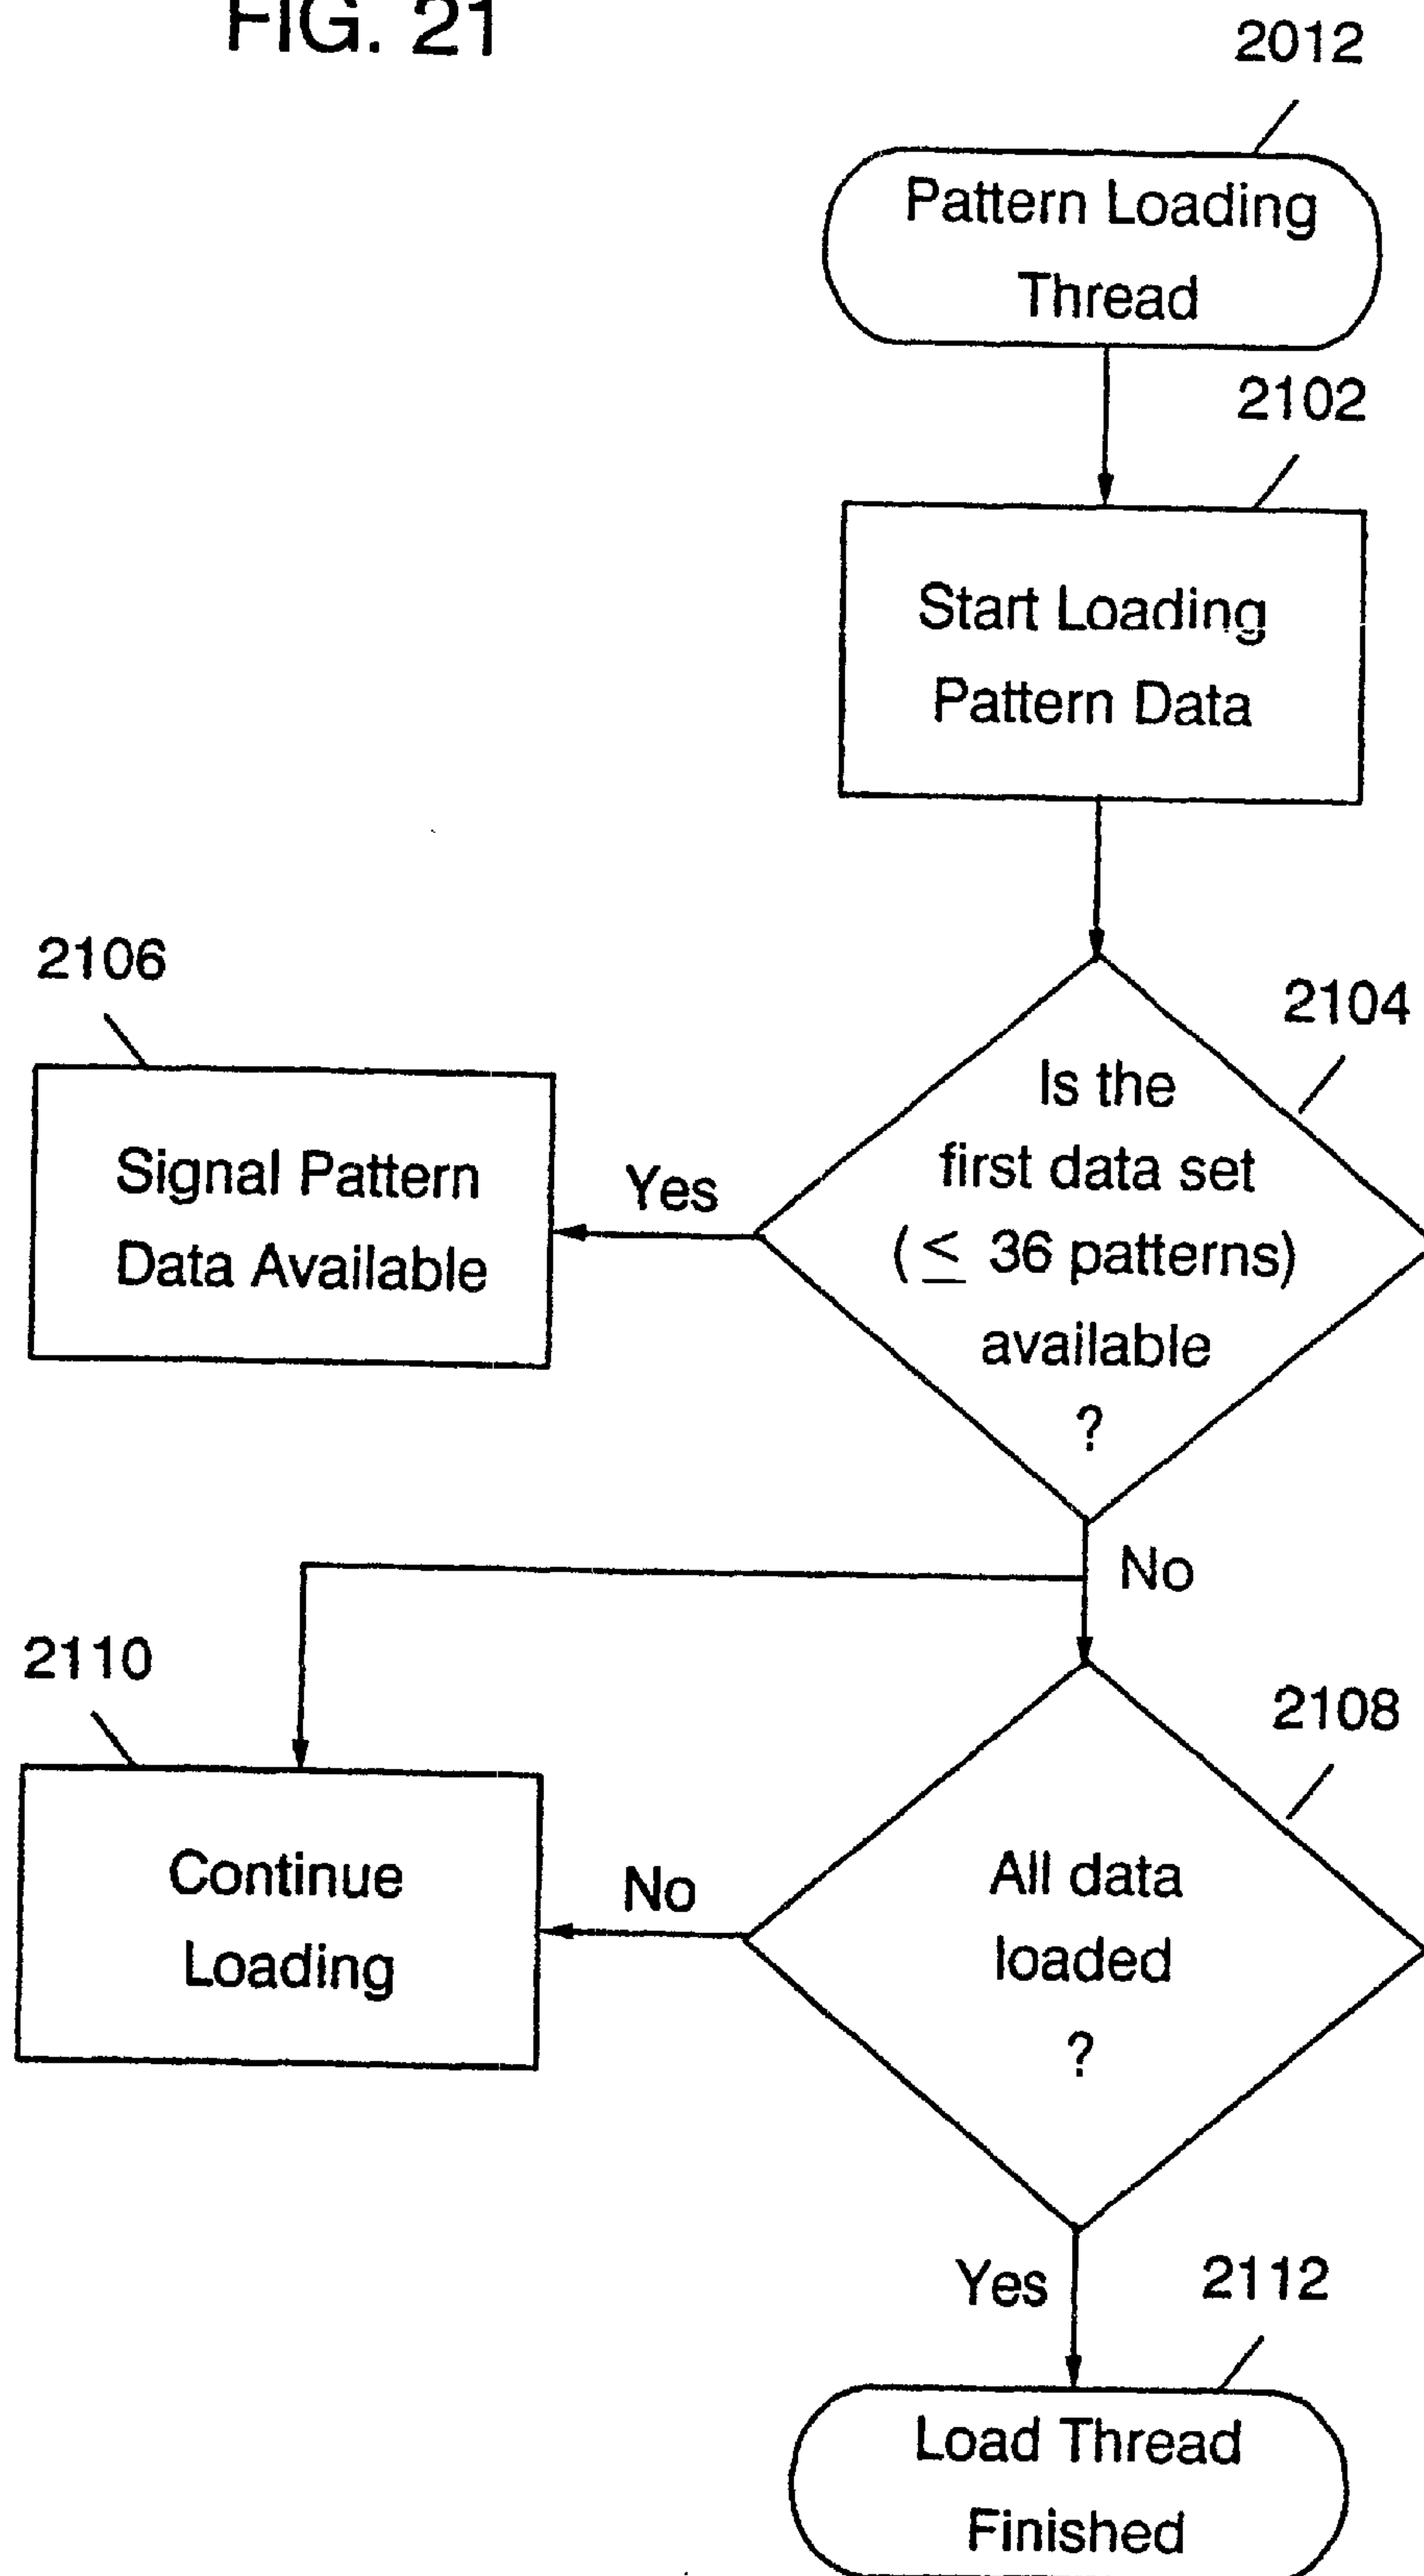 FIG. 21
2012
Pattern Loading
Thread
2102
Start Loading
Pattern Data
2104
Is the
first data set
(≤ 36 patterns)
available
?
Yes
2106
Signal Pattern
Data Available
No
2108
All data
loaded
?
No
2110
Continue
Loading
Yes
2112
Load Thread
Finished